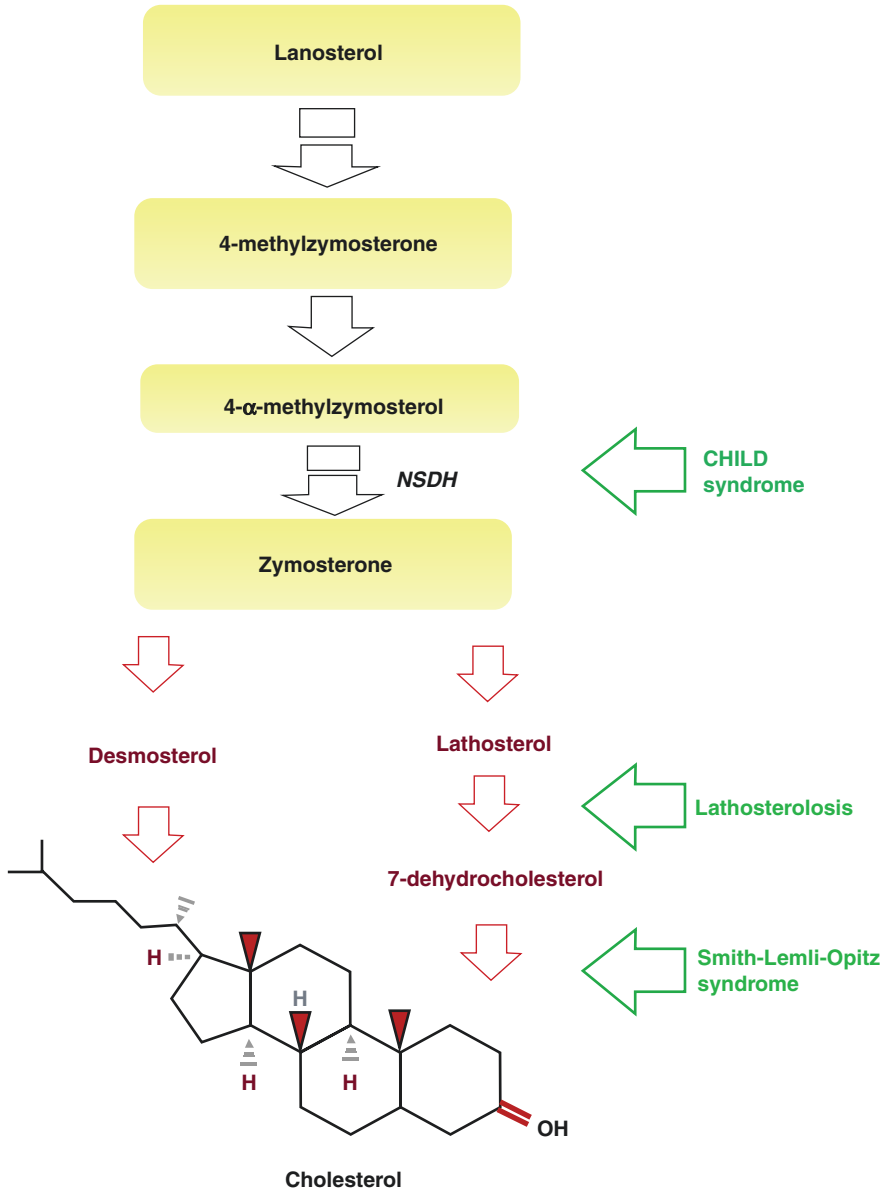 Lanosterol
4-methylzymosterone
4-α-methylzymosterol
NSDH
CHILD
syndrome
Zymosterone
Desmosterol
Lathosterol
Lathosterolosis
7-dehydrocholesterol
Smith-Lemli-Opitz
syndrome
H
H
H
H
OH
Cholesterol